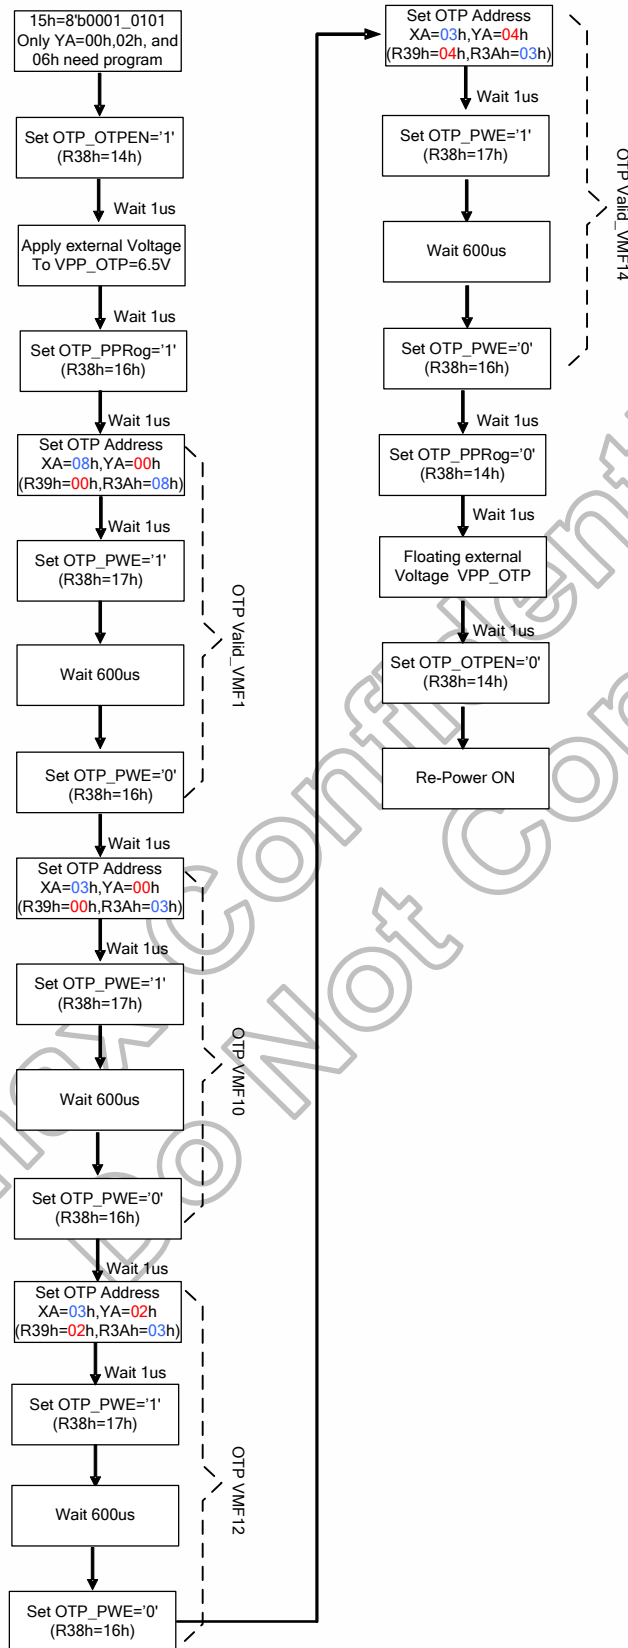 15h=8'b0001_0101
Only YA=00h,02h, and
06h need program
Set OTP_OTPEN='1'
(R38h=14h)
Wait 1us
Apply external Voltage
To VPP_OTP=6.5V
Wait 1us
Set OTP_PPRog='1'
(R38h=16h)
Wait 1us
Set OTP Address
XA=08h,YA=00h
(R39h=00h,R3Ah=08h)
Wait 1us
Set OTP_PWE='1'
(R38h=17h)
Wait 600us
Set OTP_PWE='0'
(R38h=16h)
OTP Valid_VMF1
Wait 1us
Set OTP Address
XA=03h,YA=00h
(R39h=00h,R3Ah=03h)
Wait 1us
Set OTP_PWE='1'
(R38h=17h)
Wait 600us
Set OTP_PWE='0'
(R38h=16h)
OTP VMF10
Wait 1us
Set OTP Address
XA=03h,YA=02h
(R39h=02h,R3Ah=03h)
Wait 1us
Set OTP_PWE='1'
(R38h=17h)
Wait 600us
Set OTP_PWE='0'
(R38h=16h)
OTP VMF12
Set OTP Address
XA=03h,YA=04h
(R39h=04h,R3Ah=03h)
Wait 1us
Set OTP_PWE='1'
(R38h=17h)
Wait 600us
Set OTP_PWE='0'
(R38h=16h)
OTP Valid_VMF14
Wait 1us
Set OTP_PPRog='0'
(R38h=14h)
Wait 1us
Floating external
Voltage VPP_OTP
Wait 1us
Set OTP_OTPEN='0'
(R38h=14h)
Re-Power ON
Do Not